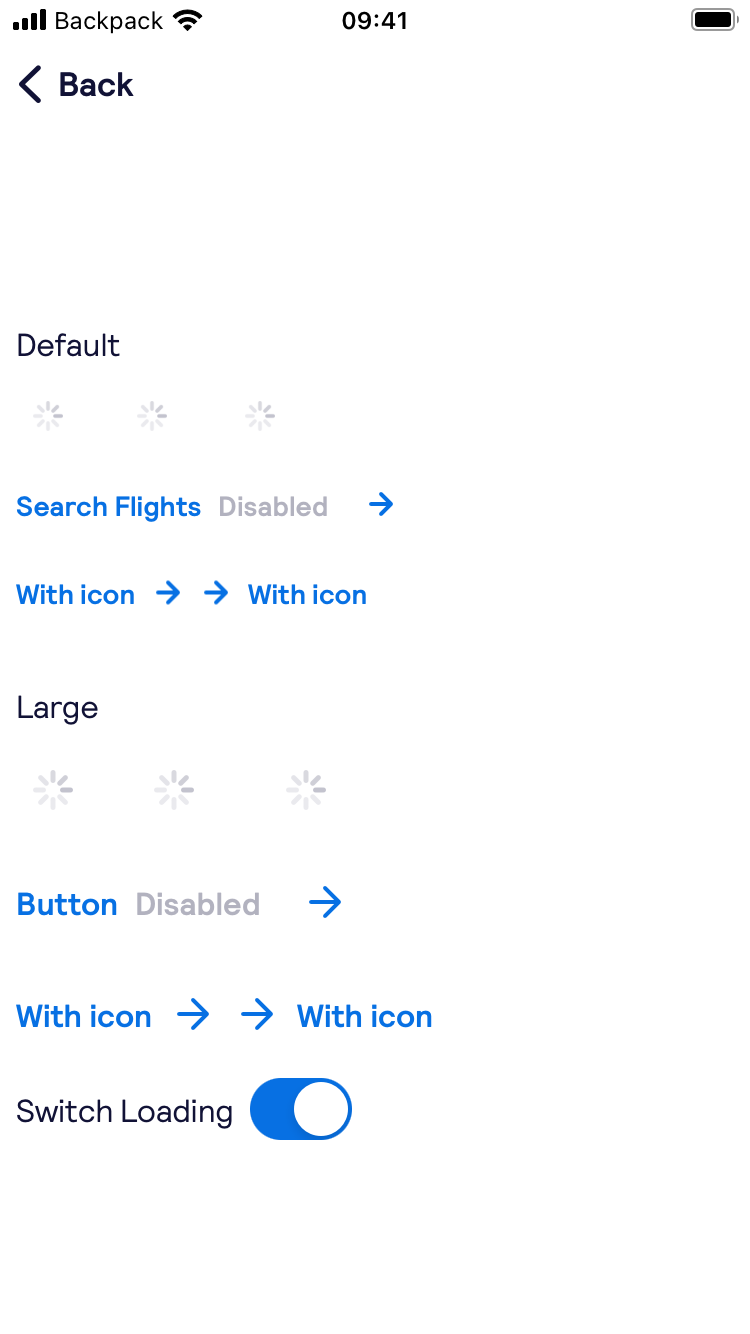 Backpack 09:41
Back
Default
Search Flights Disabled
With icon With icon
Large
Button Disabled
With icon With icon
Switch Loading